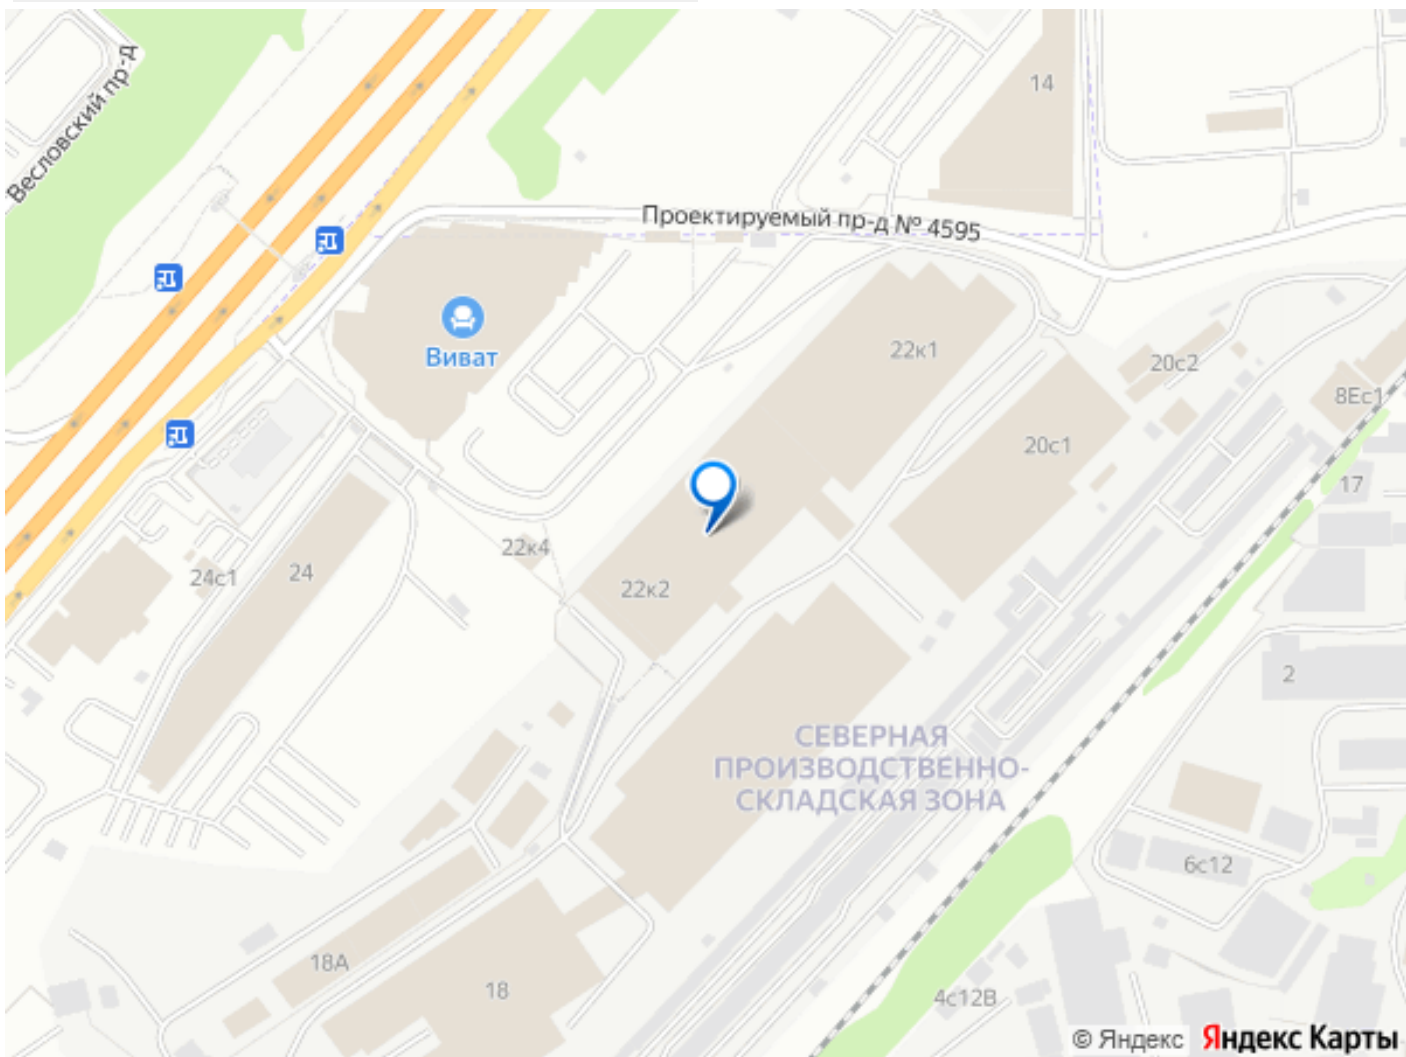 Весловский пр-д
14
Проектируемый пр-д № 4595
Виват
22к1
20с2
8Ес1
20с1
17
22к4
24с1
24
22к2
2
СЕВЕРНАЯ
ПРОИЗВОДСТВЕННО-
СКЛАДСКАЯ ЗОНА
6с12
18А
18
4с12В
© Яндекс Яндекс Карты